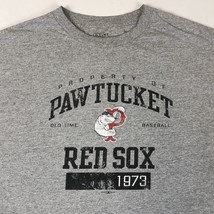 PROPERTY OF
PAWTUCKET
OLD-TIME BASEBALL
RED SOX
1973